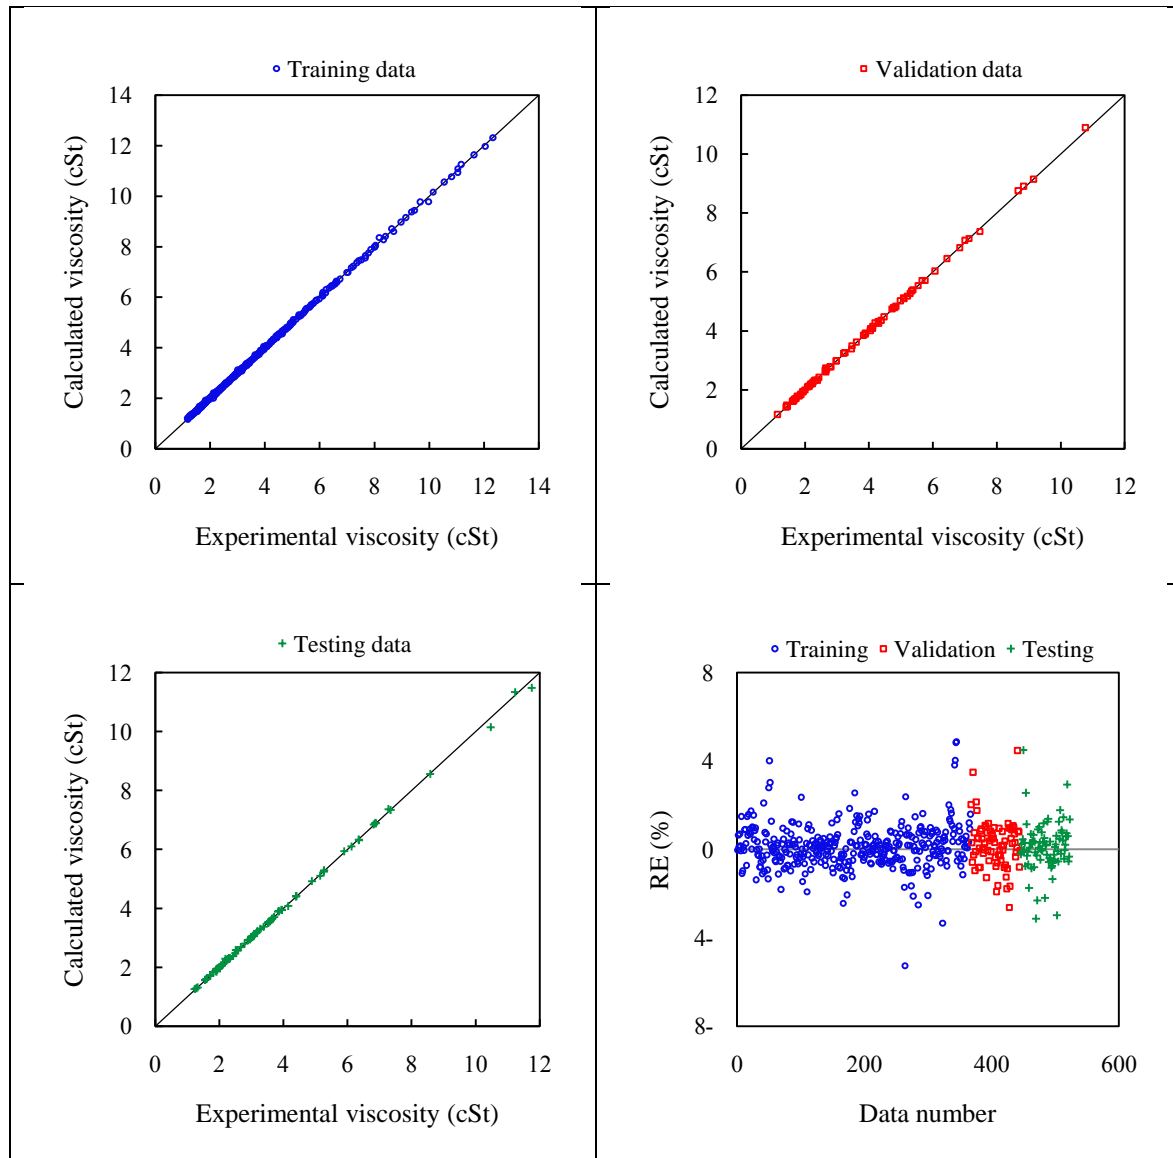 Training data
14
12
10
8
6
4
2
0
0 2 4 6 8 10 12 14
Calculated viscosity (cSt)
Experimental viscosity (cSt)
Validation data
12
10
8
6
4
2
0
0 2 4 6 8 10 12
Calculated viscosity (cSt)
Experimental viscosity (cSt)
Testing data
12
10
8
6
4
2
0
0 2 4 6 8 10 12
Calculated viscosity (cSt)
Experimental viscosity (cSt)
Training Validation Testing
8
4
0
4-
8-
0 200 400 600
RE (%)
Data number